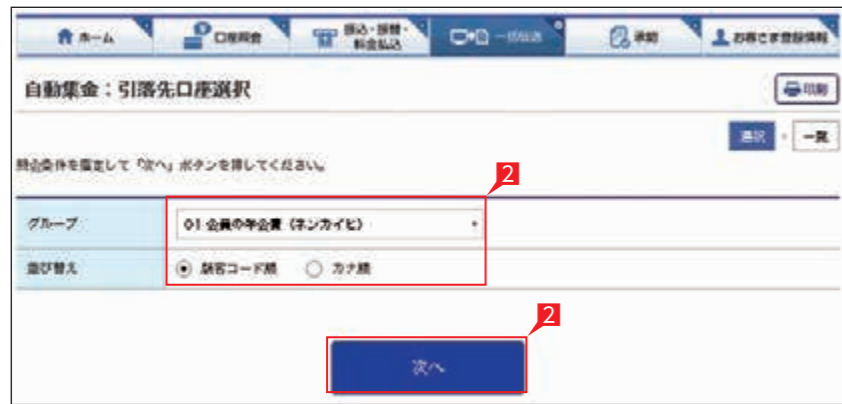 ホーム
口座照会
振込・振替・
料金払込
一括伝送
承認
お客さま登録情報
自動集金：引落先口座選択
印刷
選択
一覧
照会条件を指定して「次へ」ボタンを押してください。
2
グループ
01 会員の年会費（ネンカイヒ）
並び替え
顧客コード順
カナ順
2
次へ